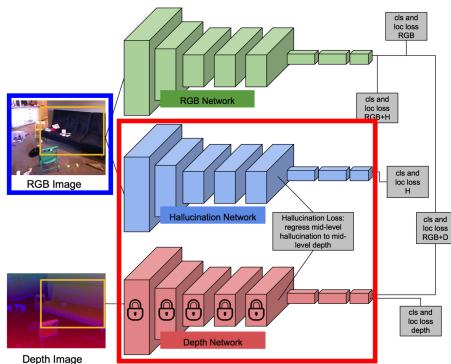 cls and
loc loss
RGB
RGB Network
cls and
loc loss
RGB+H
RGB Image
Hallucination Network
cls and
loc loss
H
Hallucination Loss:
regress mid-level
hallucination to mid-
level depth
cls and
loc loss
RGB+D
cls and
loc loss
depth
Depth Network
Depth Image